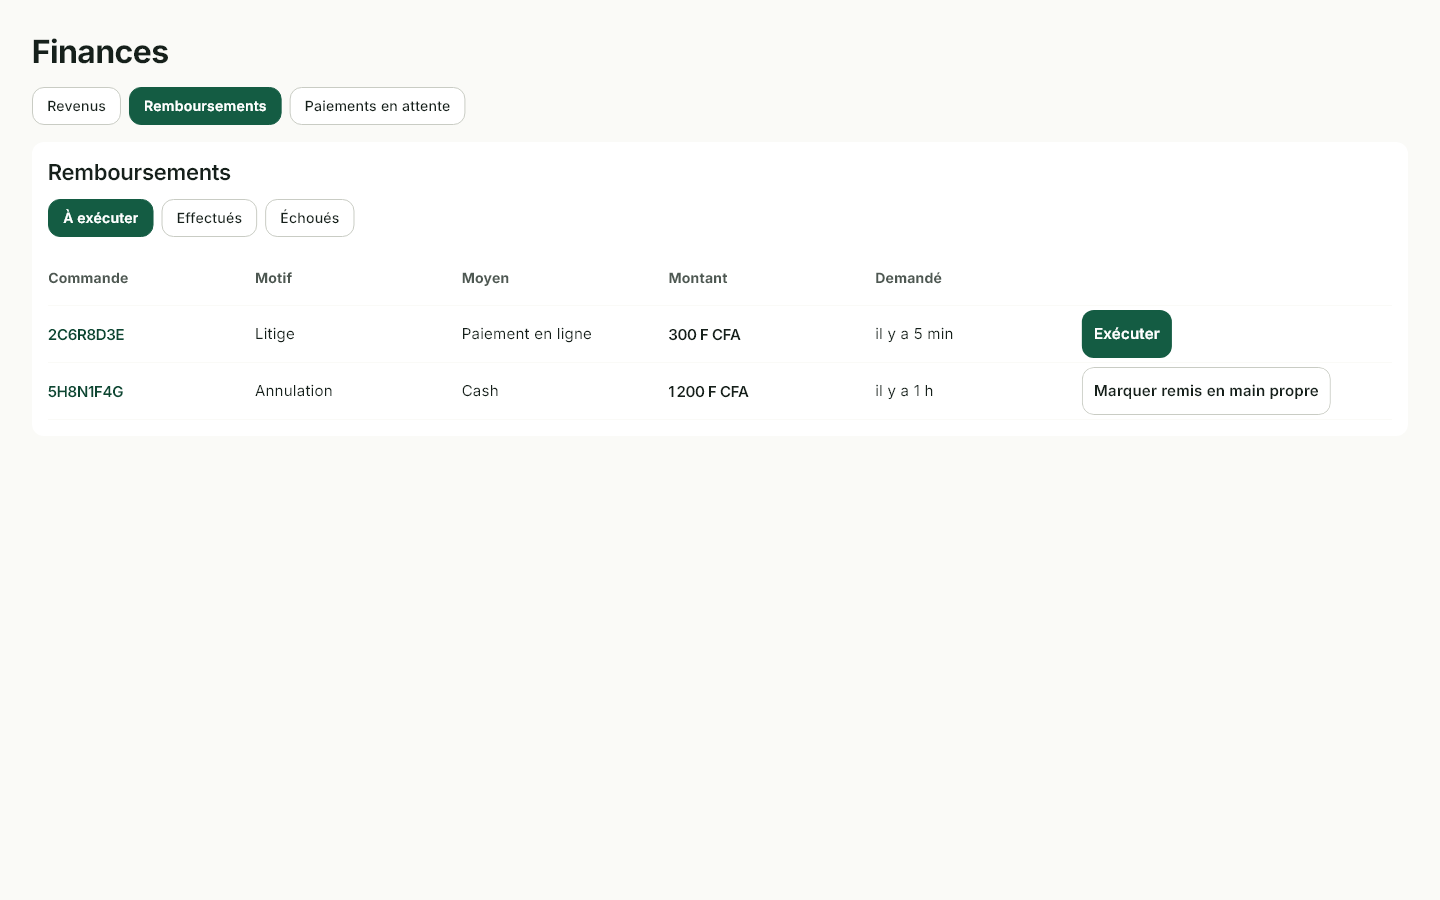 Finances
Revenus Remboursements Paiements en attente
Remboursements
À exécuter Effectués Échoués
Commande Motif Moyen Montant Demandé
2C6R8D3E Litige Paiement en ligne 300 F CFA il y a 5 min Exécuter
5H8N1F4G Annulation Cash 1 200 F CFA il y a 1 h Marquer remis en main propre